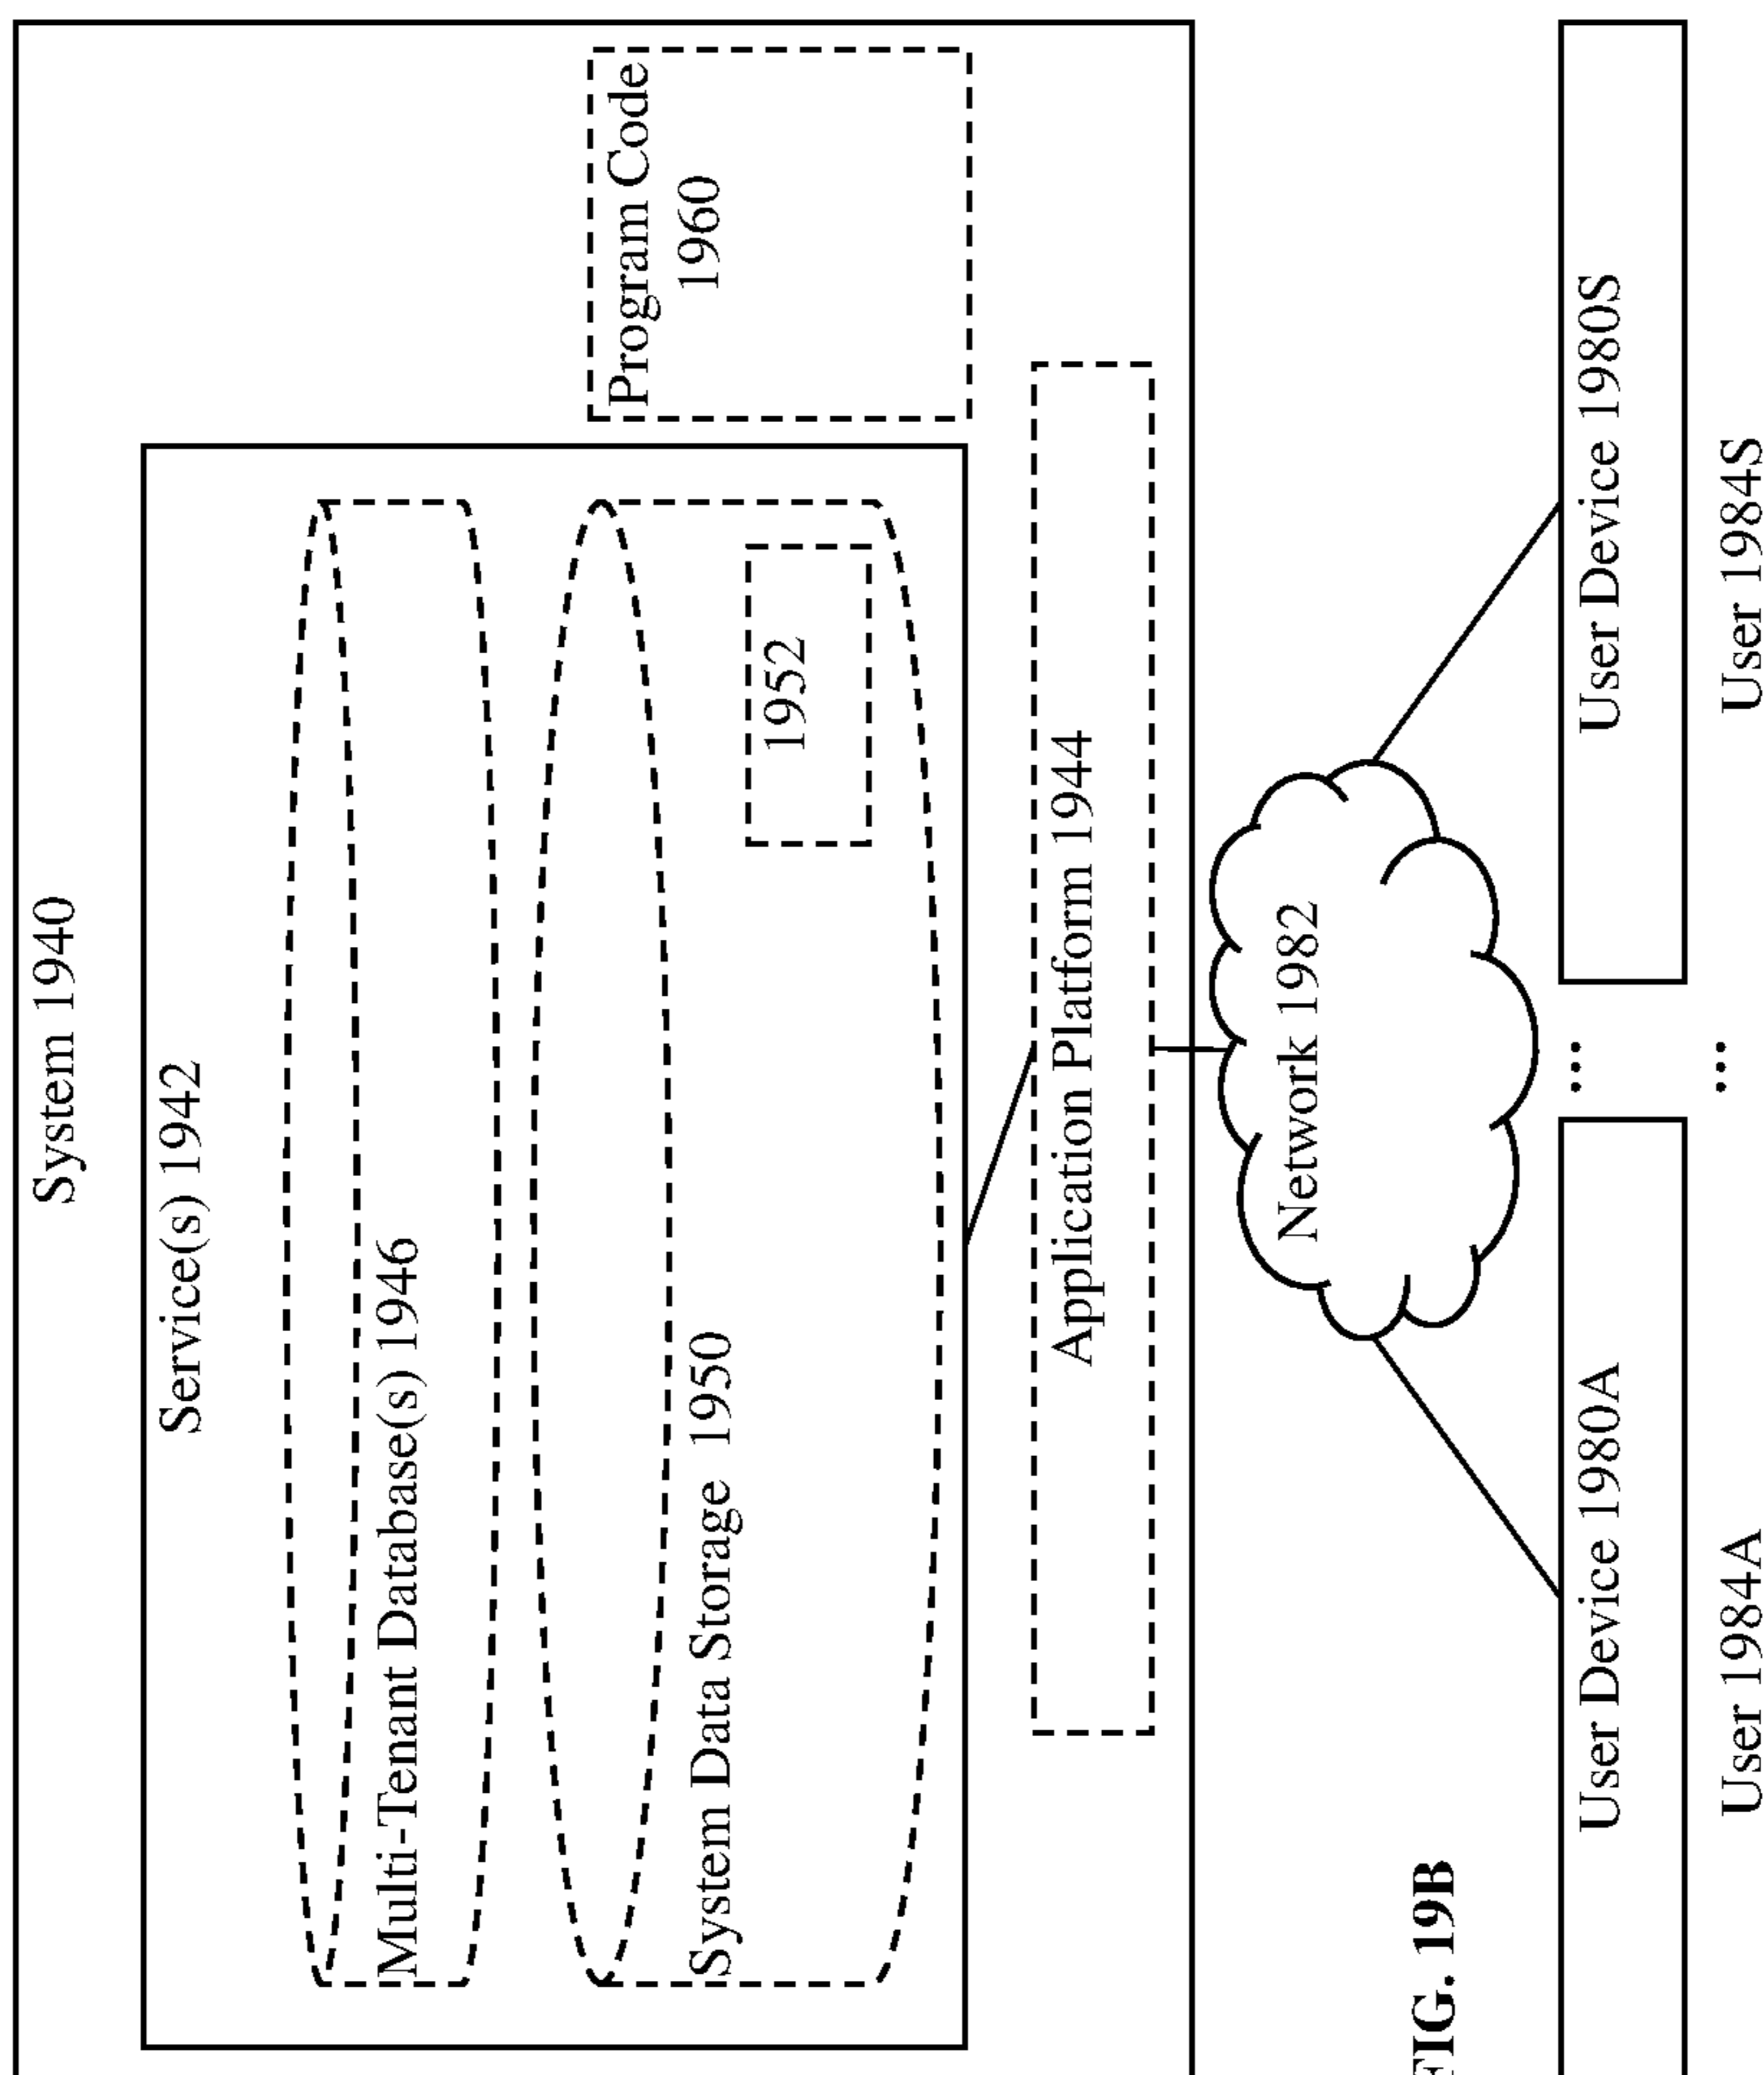 System 1940
Service(s) 1942
Multi-Tenant Database(s) 1946
System Data Storage 1950
1952
Program Code
1960
Application Platform 1944
Network 1982
FIG. 19B
User Device 1980A
...
User Device 1980S
User 1984A
...
User 1984S